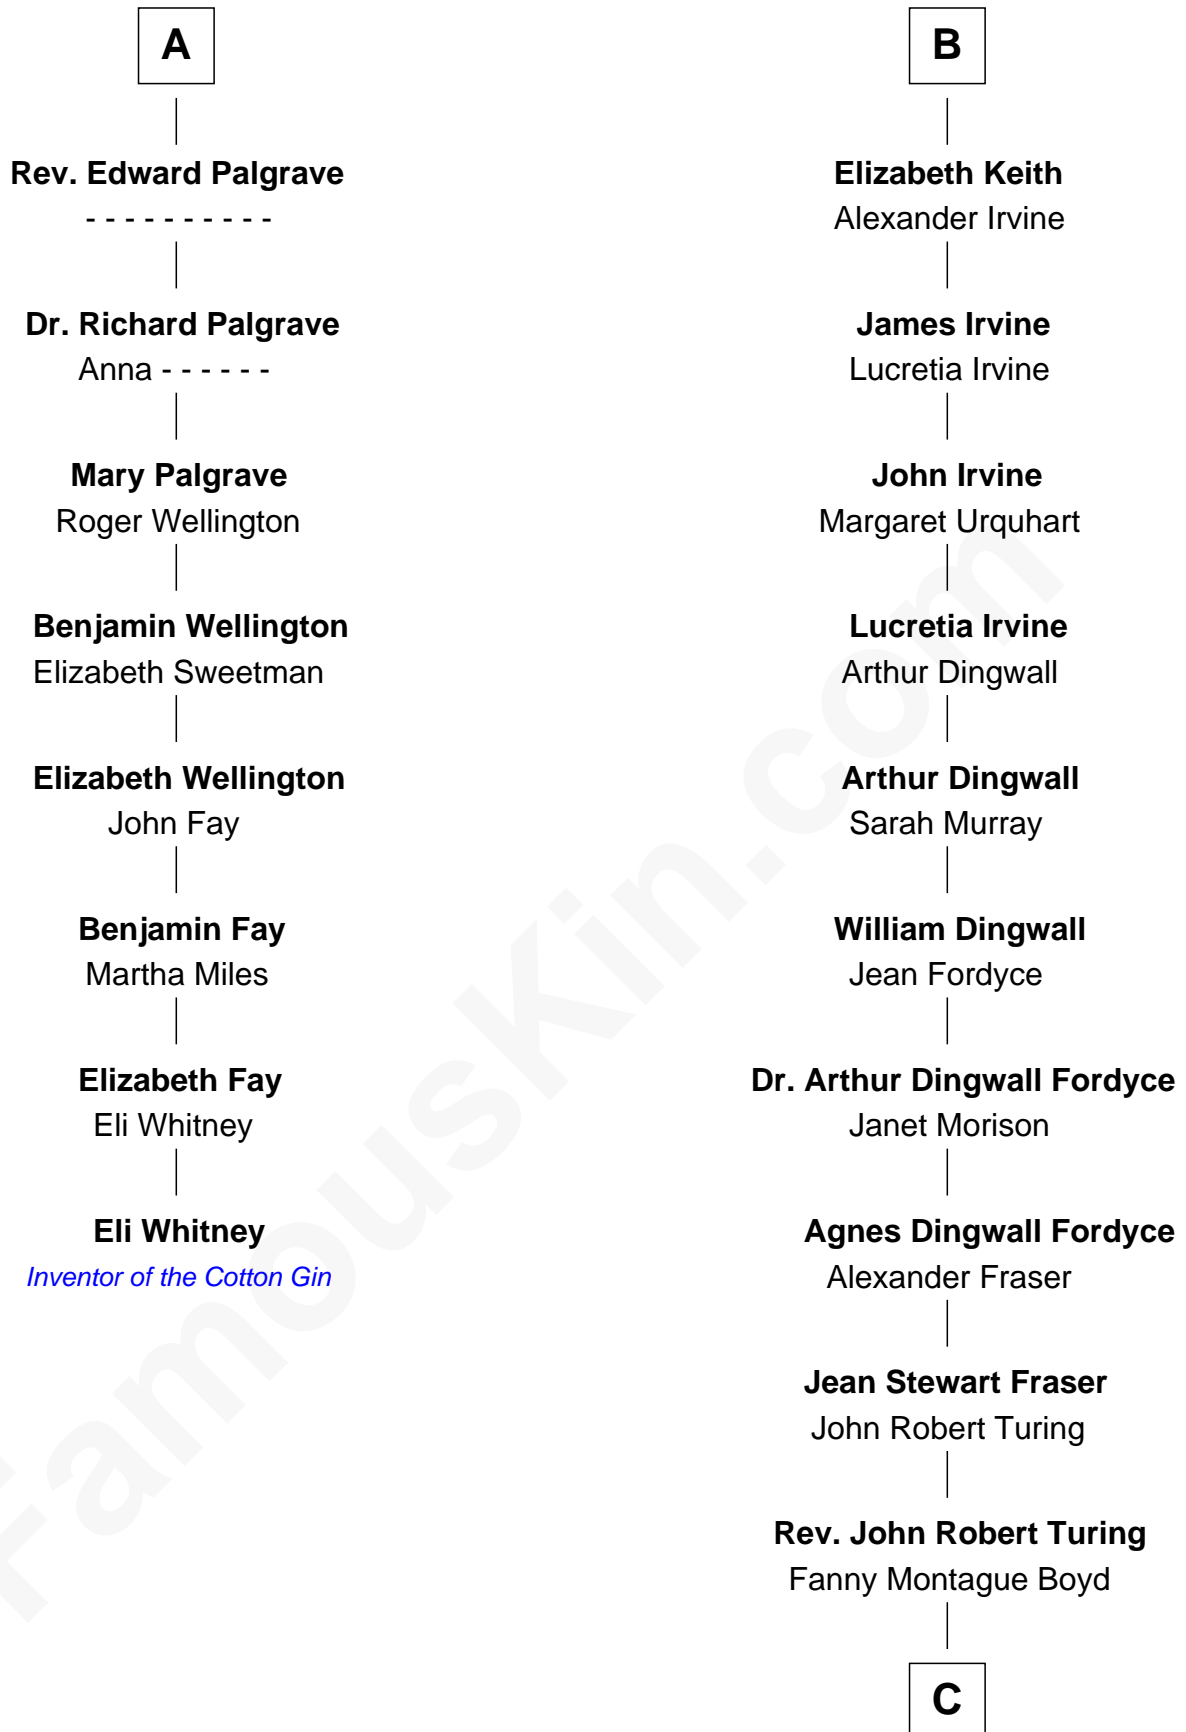 A
Rev. Edward Palgrave
- - - - - - - - - -
Dr. Richard Palgrave
Anna - - - - - -
Mary Palgrave
Roger Wellington
Benjamin Wellington
Elizabeth Sweetman
Elizabeth Wellington
John Fay
Benjamin Fay
Martha Miles
Elizabeth Fay
Eli Whitney
Eli Whitney
Inventor of the Cotton Gin
B
Elizabeth Keith
Alexander Irvine
James Irvine
Lucretia Irvine
John Irvine
Margaret Urquhart
Lucretia Irvine
Arthur Dingwall
Arthur Dingwall
Sarah Murray
William Dingwall
Jean Fordyce
Dr. Arthur Dingwall Fordyce
Janet Morison
Agnes Dingwall Fordyce
Alexander Fraser
Jean Stewart Fraser
John Robert Turing
Rev. John Robert Turing
Fanny Montague Boyd
C
FamousKin.com